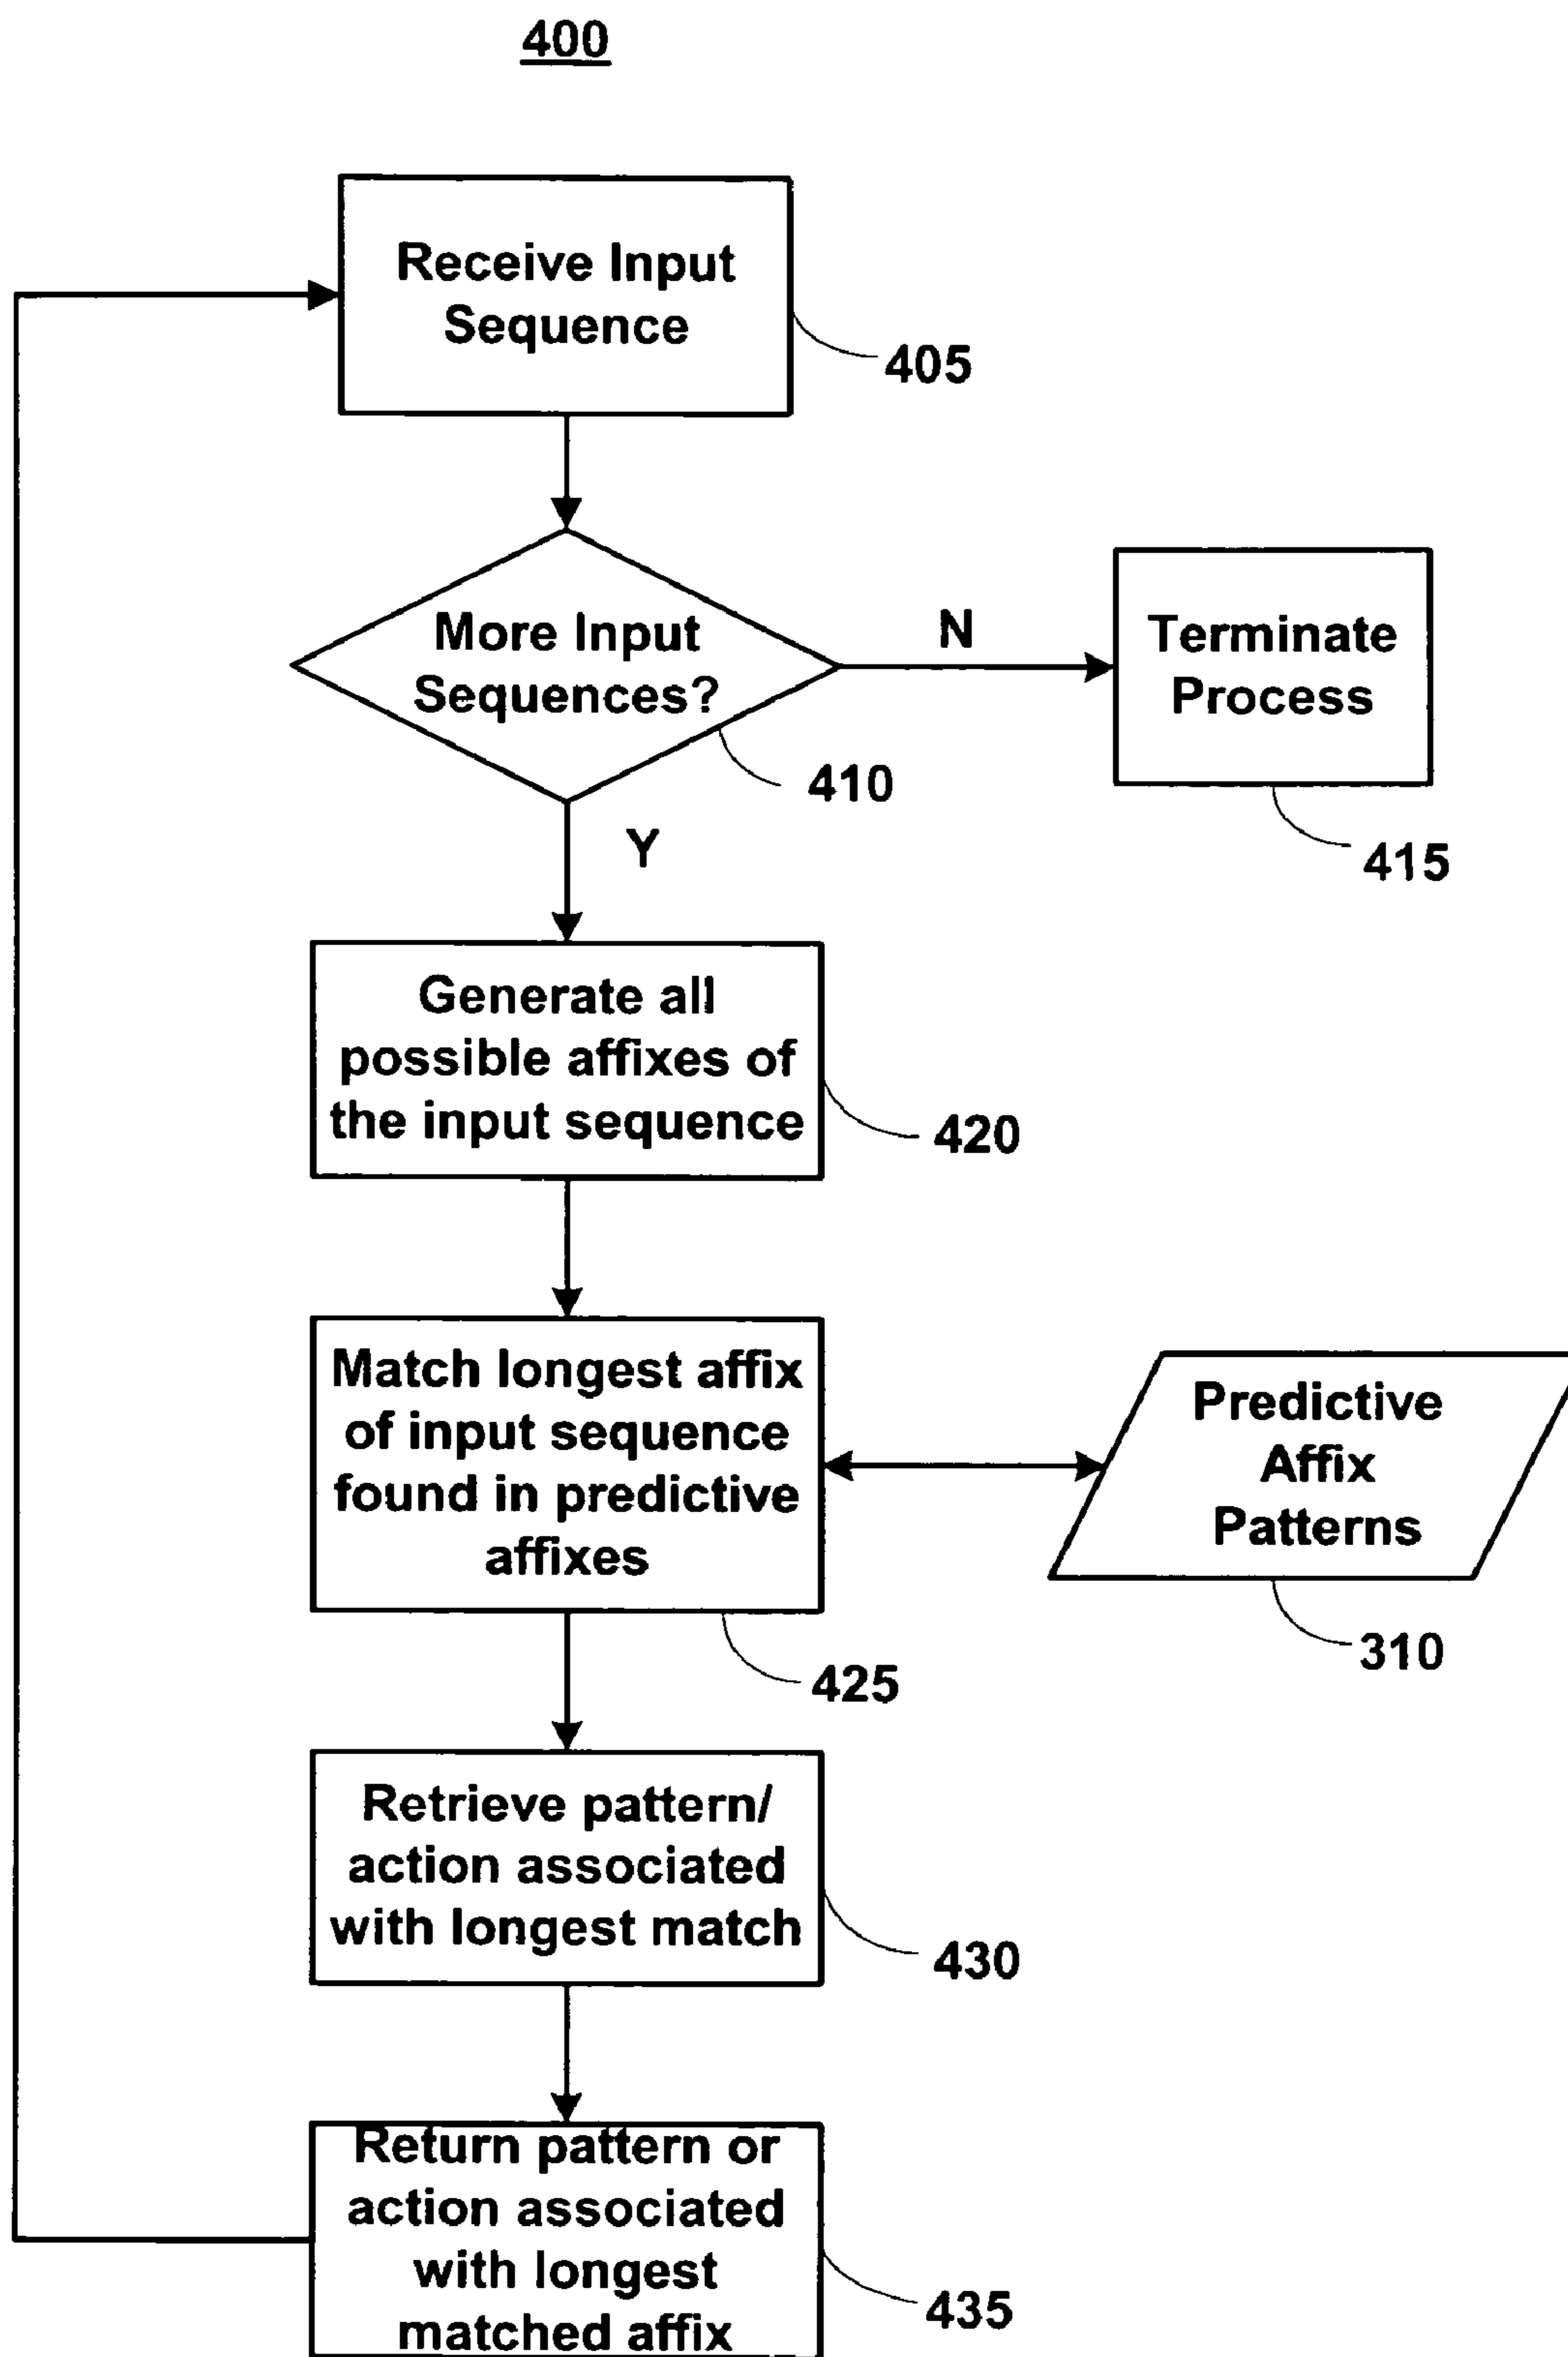 400
Receive Input
Sequence
405
More Input
Sequences?
410
N
Terminate
Process
415
Y
Generate all
possible affixes of
the input sequence
420
Match longest affix
of input sequence
found in predictive
affixes
425
Predictive
Affix
Patterns
310
Retrieve pattern/
action associated
with longest match
430
Return pattern or
action associated
with longest
matched affix
435